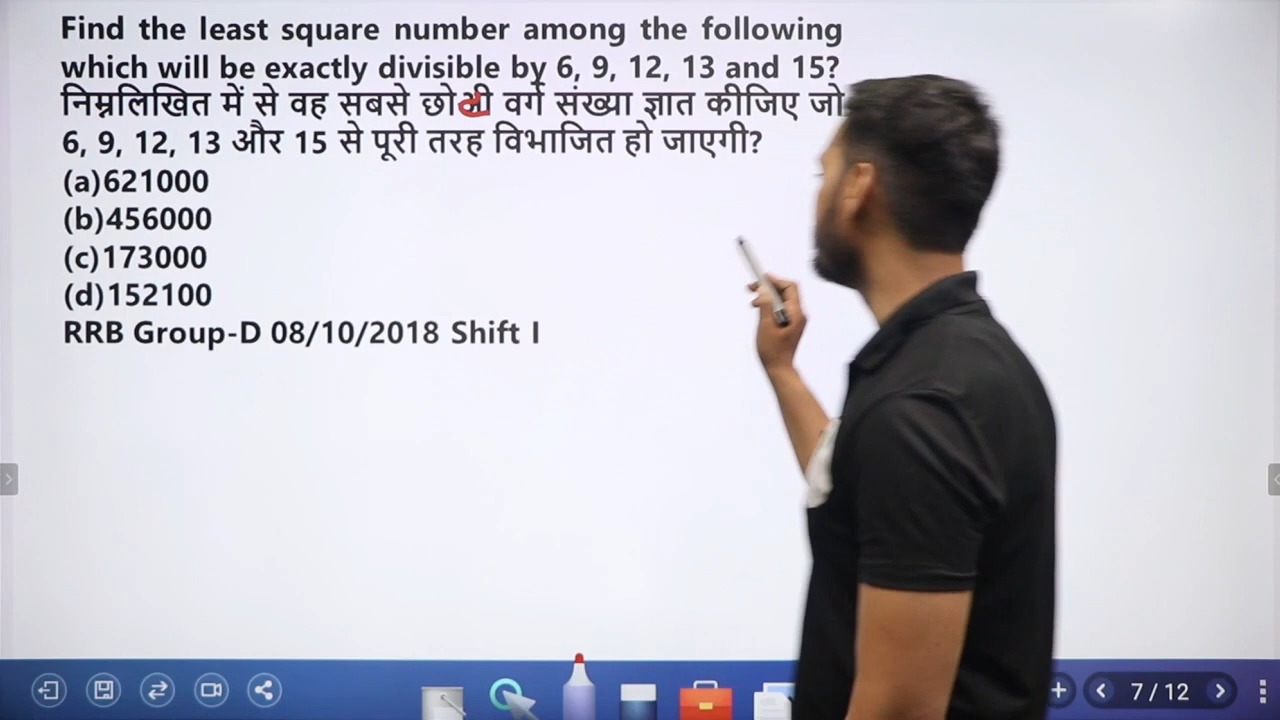 Find the least square number among the following
which will be exactly divisible by 6, 9, 12, 13 and 15?
निम्नलिखित में से वह सबसे वर्ग संख्या ज्ञात कीजिए जो
6, 9, 12, 13 और 15 से पूरी तरह विभाजित हो जाएगी?
(a)621000
(b)456000
(c)173000
(d)152100
RRB Group-D 08/10/2018 Shift I
7 / 12